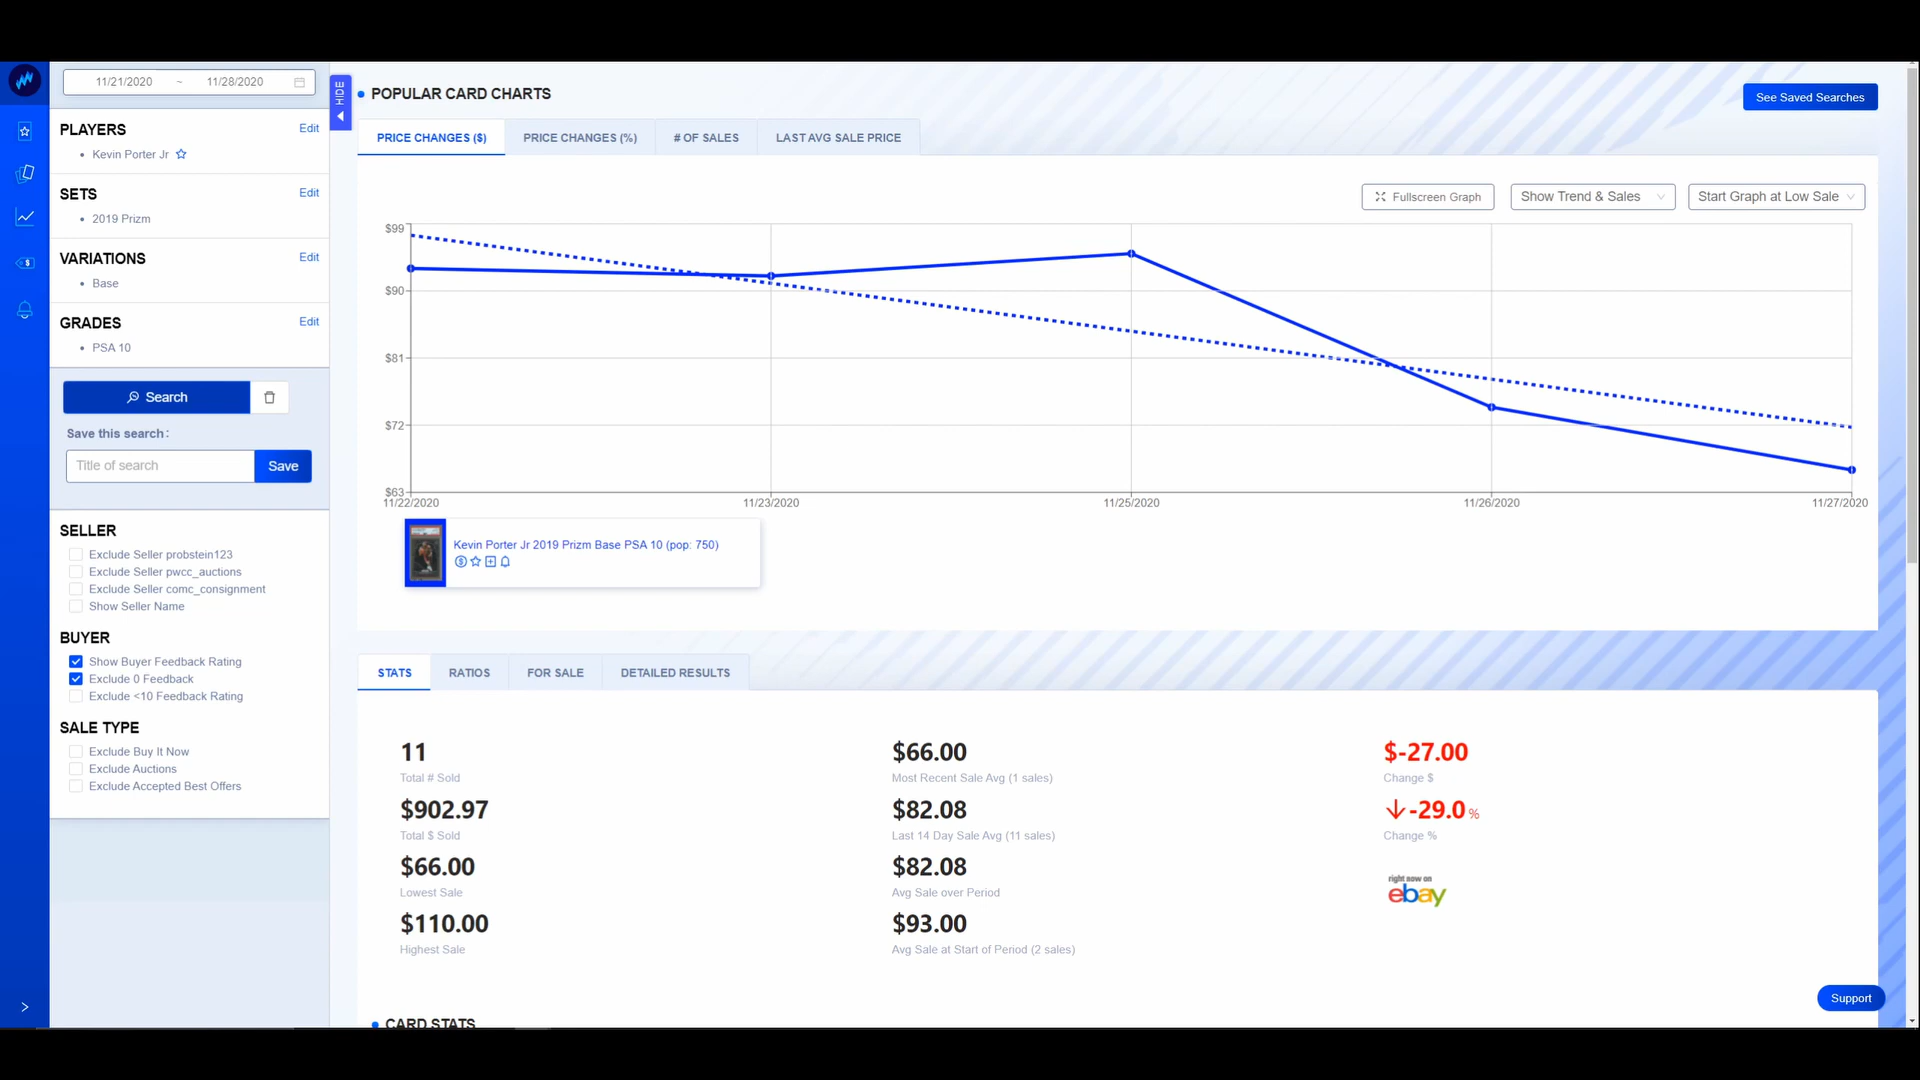 11/21/2020 ~ 11/28/2020
HIDE
PLAYERS Edit
Kevin Porter Jr
SETS Edit
2019 Prizm
VARIATIONS Edit
Base
GRADES Edit
PSA 10
Search
Save this search:
Title of search Save
SELLER
Exclude Seller probstein123
Exclude Seller pwcc_auctions
Exclude Seller comc_consignment
Show Seller Name
BUYER
Show Buyer Feedback Rating
Exclude 0 Feedback
Exclude <10 Feedback Rating
SALE TYPE
Exclude Buy It Now
Exclude Auctions
Exclude Accepted Best Offers
POPULAR CARD CHARTS
See Saved Searches
PRICE CHANGES ($) PRICE CHANGES (%) # OF SALES LAST AVG SALE PRICE
Fullscreen Graph Show Trend & Sales Start Graph at Low Sale
$99
$90
$81
$72
$63
11/22/2020 11/23/2020 11/25/2020 11/26/2020 11/27/2020
Kevin Porter Jr 2019 Prizm Base PSA 10 (pop: 750)
STATS RATIOS FOR SALE DETAILED RESULTS
11
Total # Sold
$902.97
Total $ Sold
$66.00
Lowest Sale
$110.00
Highest Sale
$66.00
Most Recent Sale Avg (1 sales)
$82.08
Last 14 Day Sale Avg (11 sales)
$82.08
Avg Sale over Period
$93.00
Avg Sale at Start of Period (2 sales)
$-27.00
Change $
-29.0 %
Change %
right now on
ebay
Support
CARD STATS